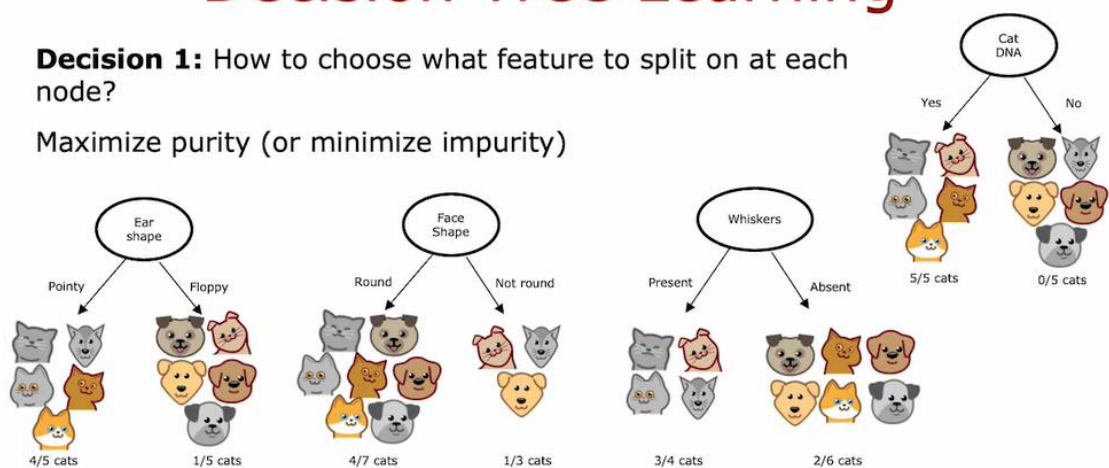 Decision Tree Learning
Decision 1: How to choose what feature to split on at each
node?
Maximize purity (or minimize impurity)
Cat
DNA
Yes
No
5/5 cats
0/5 cats
Ear
shape
Pointy
Floppy
4/5 cats
1/5 cats
Face
Shape
Round
Not round
4/7 cats
1/3 cats
Whiskers
Present
Absent
3/4 cats
2/6 cats